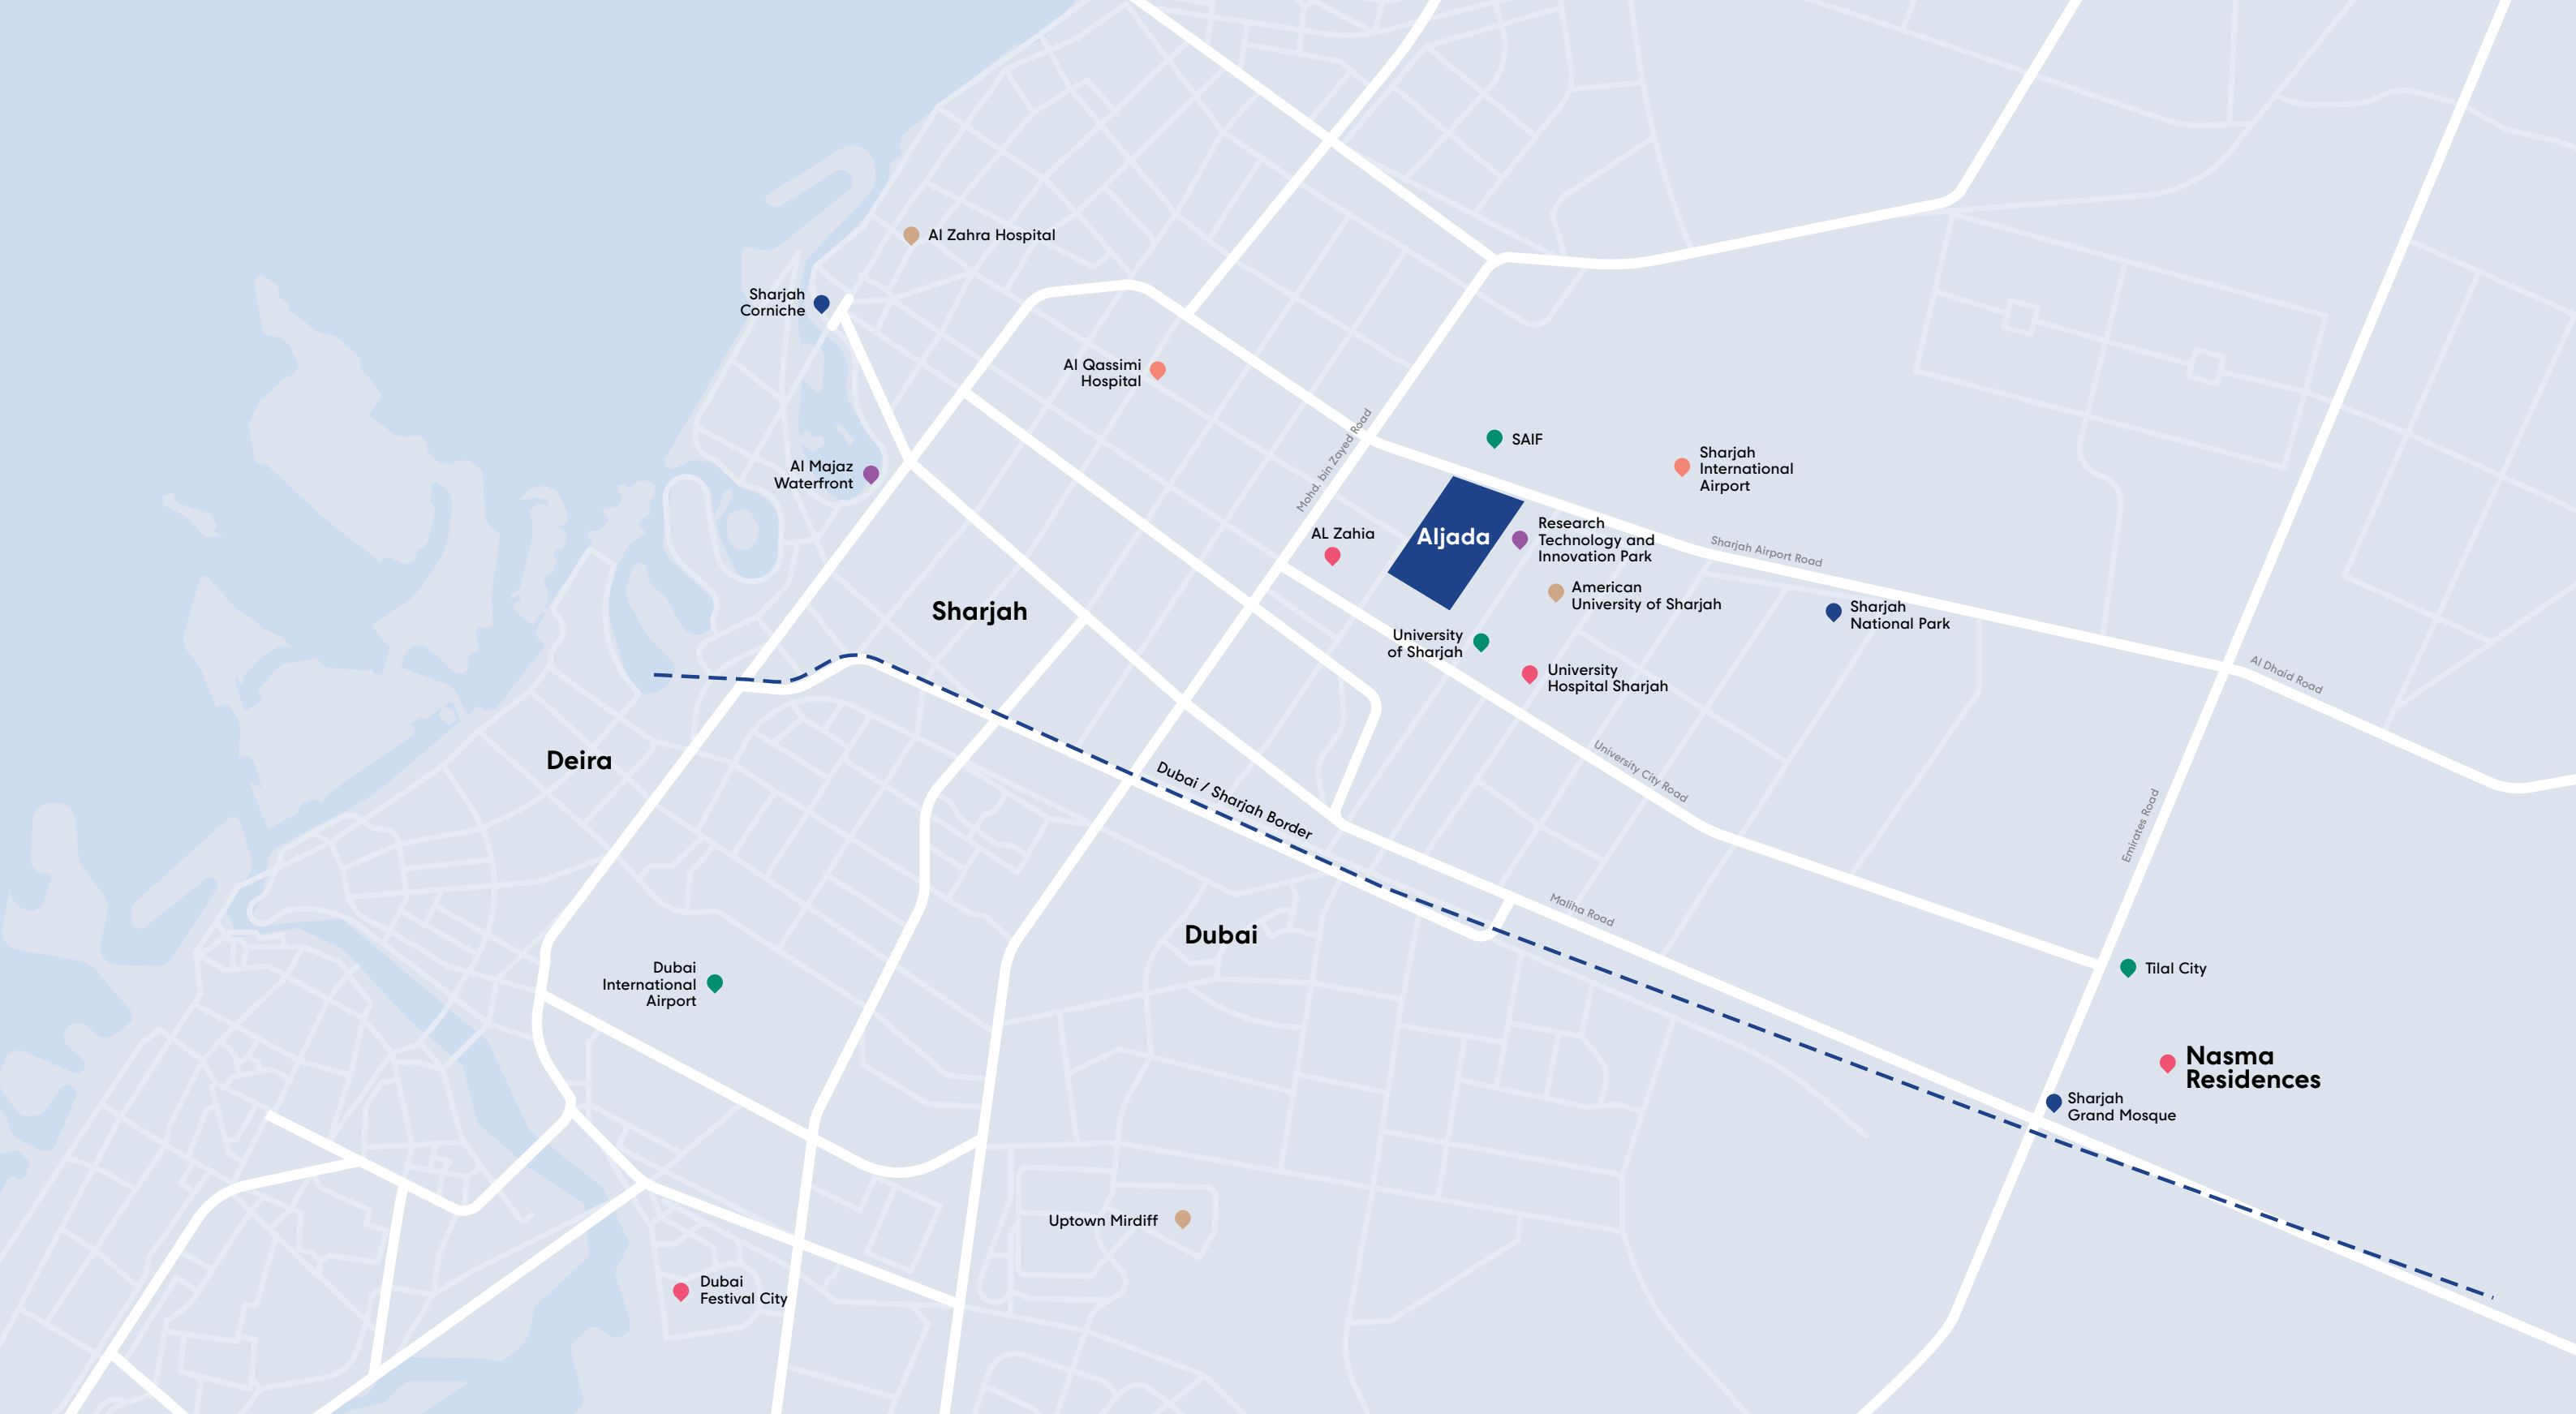 Al Zahra Hospital
Sharjah
Corniche
Al Qassimi
Hospital
Mohd. bin Zayed Road
SAIF
Sharjah
International
Airport
Al Majaz
Waterfront
AL Zahia
Aljada
Research
Technology and
Innovation Park
Sharjah Airport Road
American
University of Sharjah
Sharjah
National Park
Sharjah
University
of Sharjah
University
Hospital Sharjah
Al Dhaid Road
Deira
University City Road
Dubai / Sharjah Border
Emirates Road
Maliha Road
Dubai
Dubai
International
Airport
Tilal City
Nasma
Residences
Sharjah
Grand Mosque
Uptown Mirdiff
Dubai
Festival City